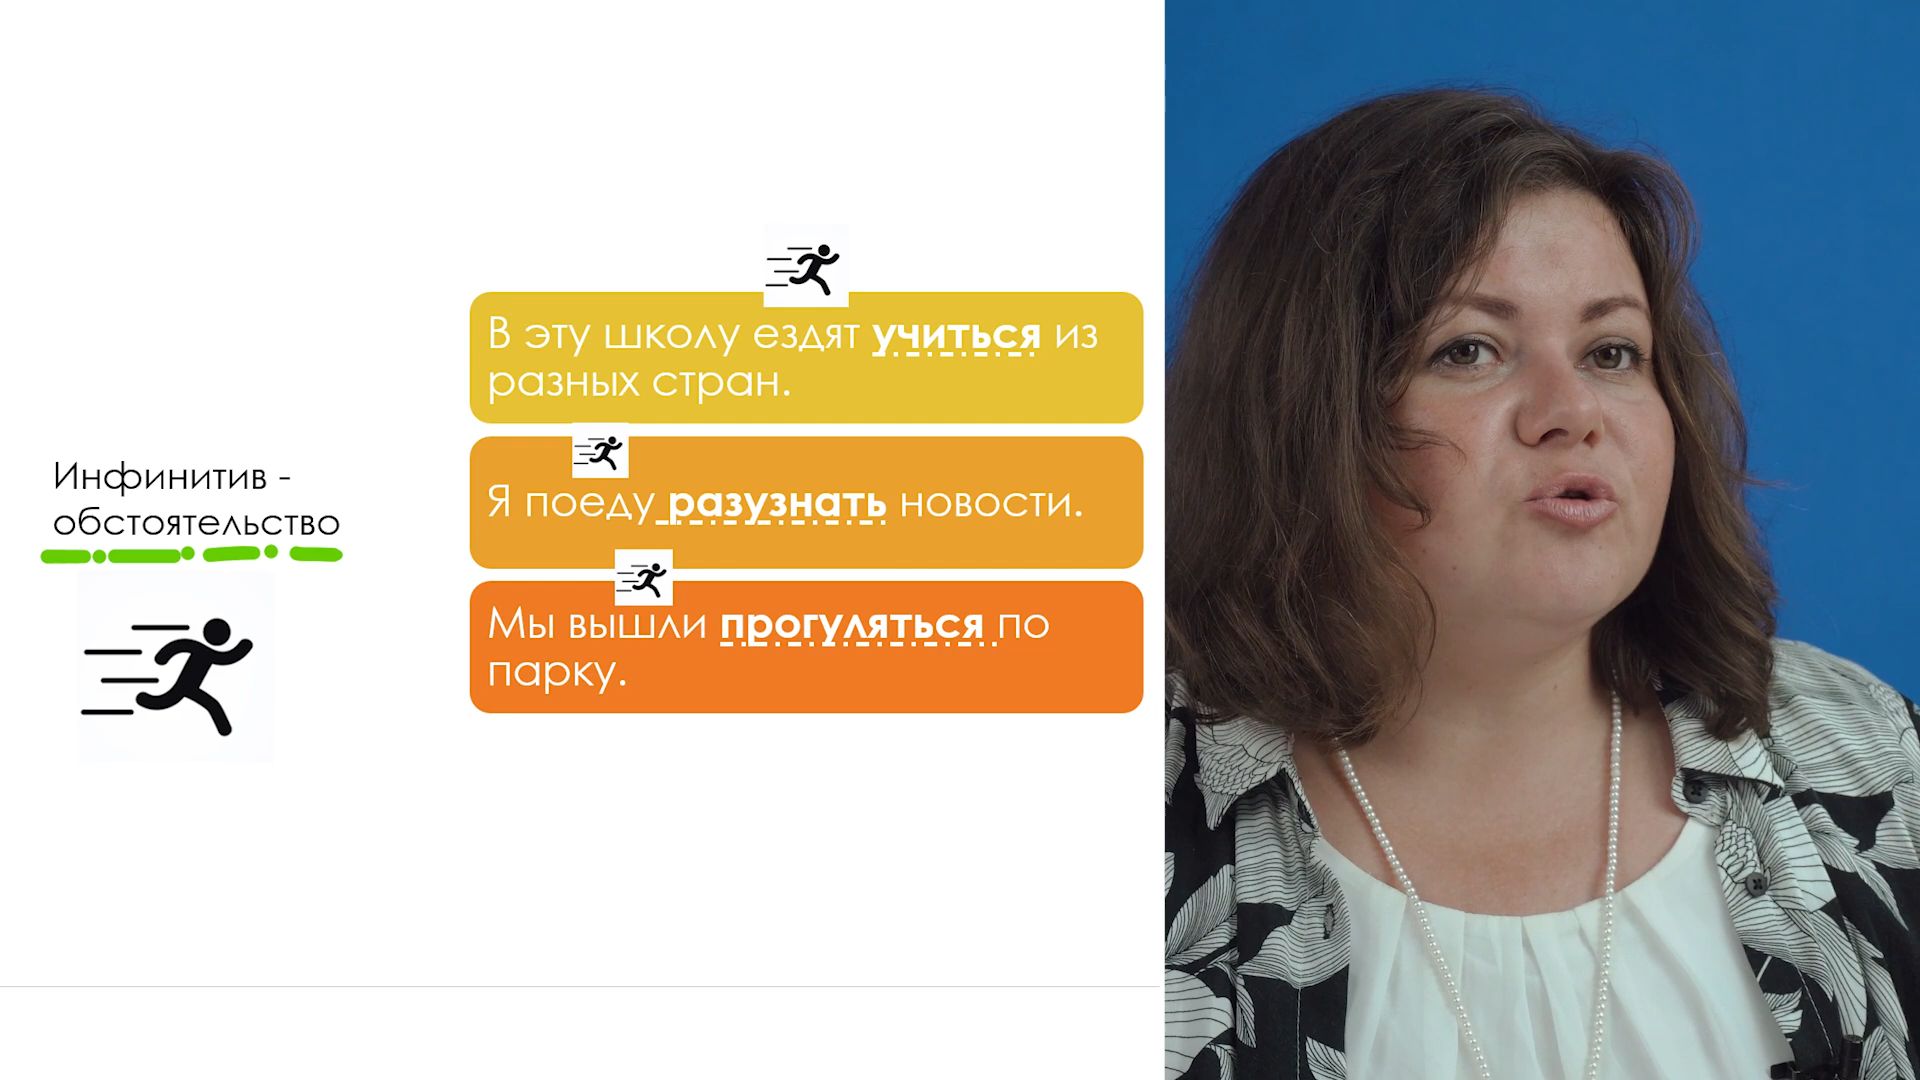 Инфинитив -
обстоятельство
В эту школу ездят учиться из
разных стран.
Я поеду разузнать новости.
Мы вышли прогуляться по
парку.